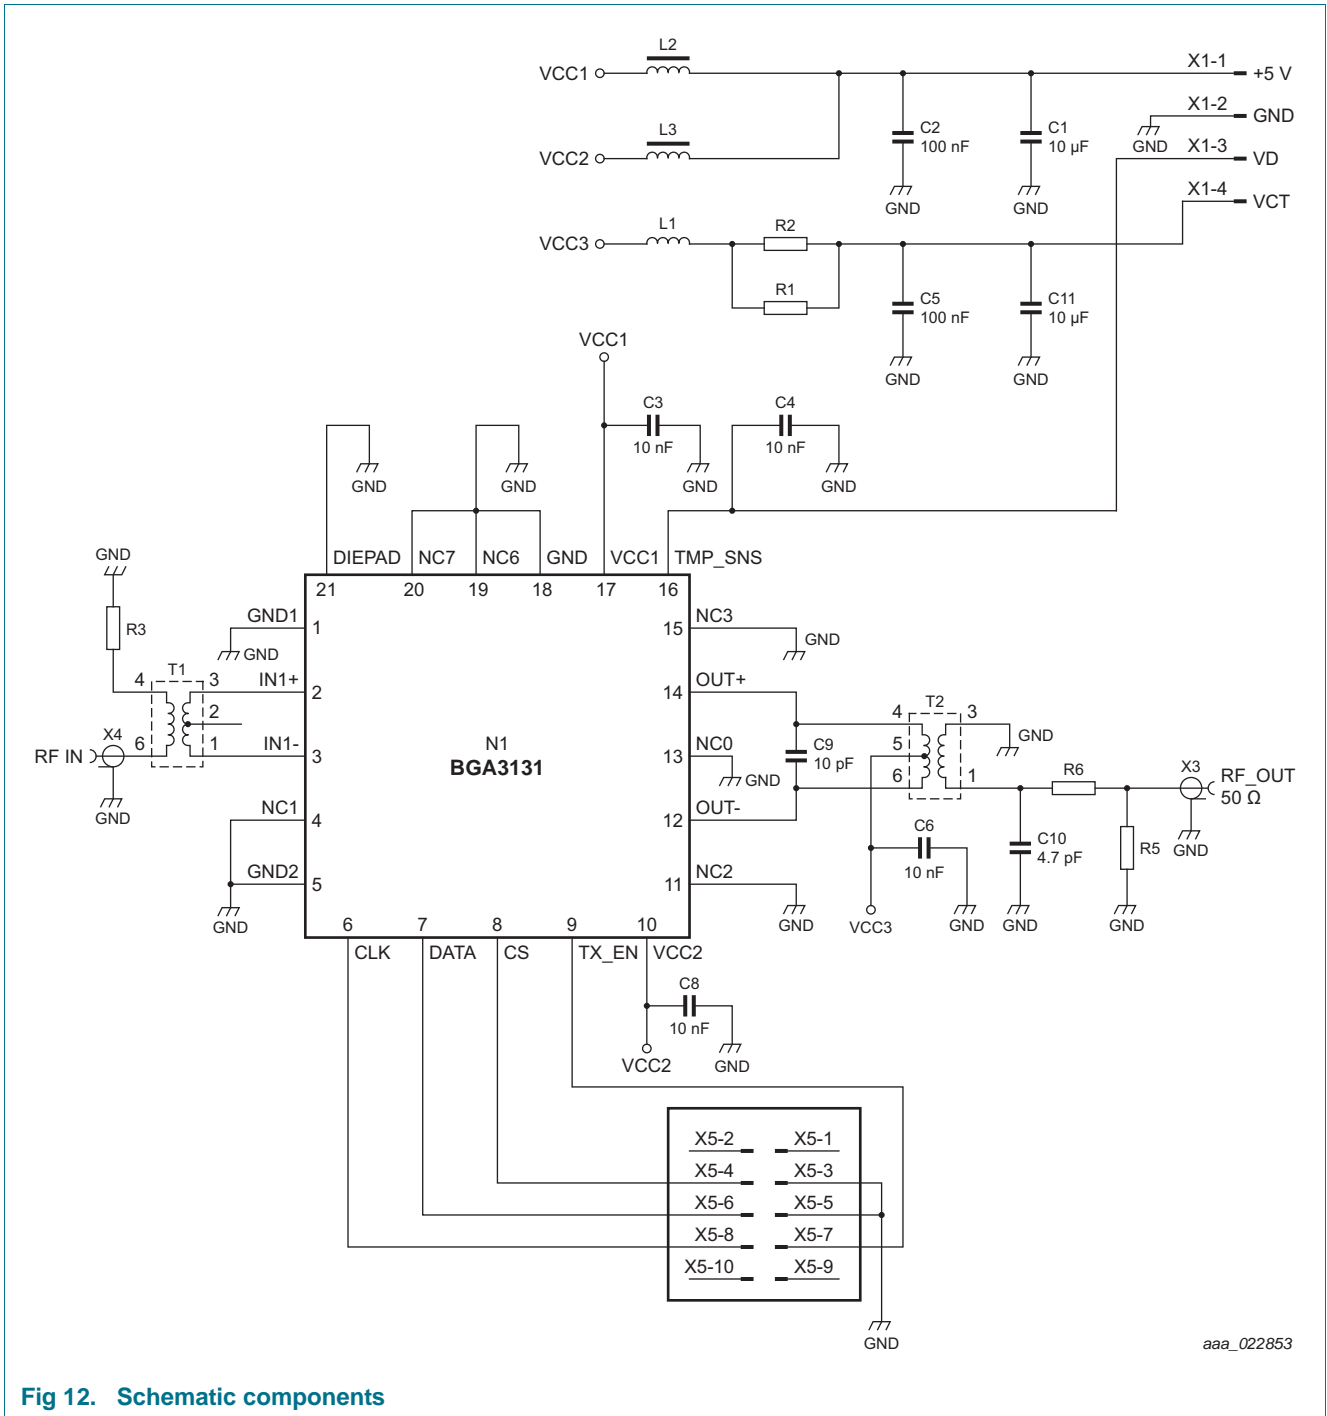 L2
VCC1
X1-1
+5 V
X1-2
GND
C2
100 nF
C1
10 µF
GND
L3
VCC2
X1-3
VD
GND
GND
X1-4
VCT
L1
VCC3
R2
R1
C5
100 nF
C11
10 µF
GND
GND
VCC1
C3
10 nF
C4
10 nF
GND
GND
GND
GND
DIEPAD
NC7
NC6
GND
VCC1
TMP_SNS
21
20
19
18
17
16
GND
R3
GND1
1
GND
T1
4
3
IN1+
2
2
X4
RF IN
6
1
IN1-
3
GND
NC1
4
GND2
5
GND
N1
BGA3131
15
NC3
GND
14
OUT+
13
NC0
GND
12
OUT-
11
NC2
GND
C9
10 pF
T2
4
3
GND
5
6
1
R6
X3
RF_OUT
50 Ω
C6
10 nF
VCC3
GND
C10
4.7 pF
GND
R5
GND
GND
6
7
8
9
10
CLK
DATA
CS
TX_EN
VCC2
C8
10 nF
VCC2
GND
X5-2
X5-1
X5-4
X5-3
X5-6
X5-5
X5-8
X5-7
X5-10
X5-9
GND
aaa_022853
Fig 12. Schematic components